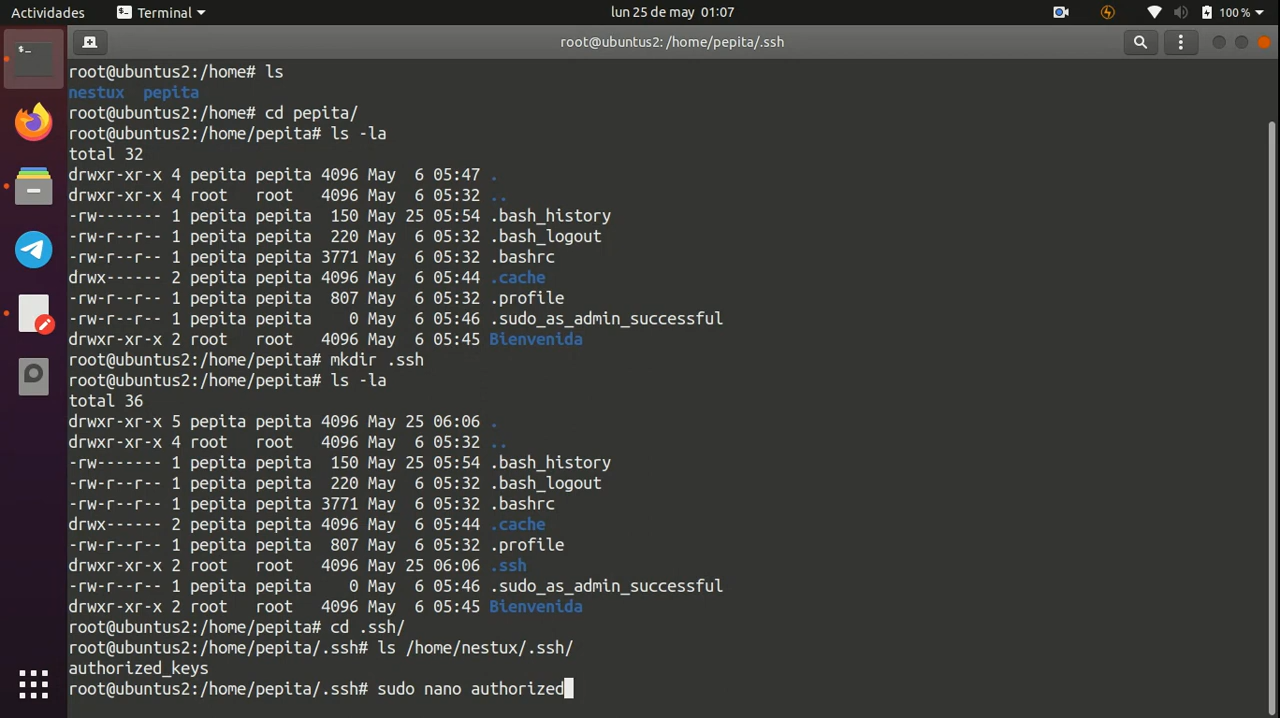 Actividades
Terminal
lun 25 de may 01:07
100 %
root@ubuntus2: /home/pepita/.ssh
root@ubuntus2:/home# ls
nestux  pepita
root@ubuntus2:/home# cd pepita/
root@ubuntus2:/home/pepita# ls -la
total 32
drwxr-xr-x 4 pepita pepita 4096 May  6 05:47 .
drwxr-xr-x 4 root   root   4096 May  6 05:32 ..
-rw------- 1 pepita pepita  150 May 25 05:54 .bash_history
-rw-r--r-- 1 pepita pepita  220 May  6 05:32 .bash_logout
-rw-r--r-- 1 pepita pepita 3771 May  6 05:32 .bashrc
drwx------ 2 pepita pepita 4096 May  6 05:44 .cache
-rw-r--r-- 1 pepita pepita  807 May  6 05:32 .profile
-rw-r--r-- 1 pepita pepita    0 May  6 05:46 .sudo_as_admin_successful
drwxr-xr-x 2 root   root   4096 May  6 05:45 Bienvenida
root@ubuntus2:/home/pepita# mkdir .ssh
root@ubuntus2:/home/pepita# ls -la
total 36
drwxr-xr-x 5 pepita pepita 4096 May 25 06:06 .
drwxr-xr-x 4 root   root   4096 May  6 05:32 ..
-rw------- 1 pepita pepita  150 May 25 05:54 .bash_history
-rw-r--r-- 1 pepita pepita  220 May  6 05:32 .bash_logout
-rw-r--r-- 1 pepita pepita 3771 May  6 05:32 .bashrc
drwx------ 2 pepita pepita 4096 May  6 05:44 .cache
-rw-r--r-- 1 pepita pepita  807 May  6 05:32 .profile
drwxr-xr-x 2 root   root   4096 May 25 06:06 .ssh
-rw-r--r-- 1 pepita pepita    0 May  6 05:46 .sudo_as_admin_successful
drwxr-xr-x 2 root   root   4096 May  6 05:45 Bienvenida
root@ubuntus2:/home/pepita# cd .ssh/
root@ubuntus2:/home/pepita/.ssh# ls /home/nestux/.ssh/
authorized_keys
root@ubuntus2:/home/pepita/.ssh# sudo nano authorized